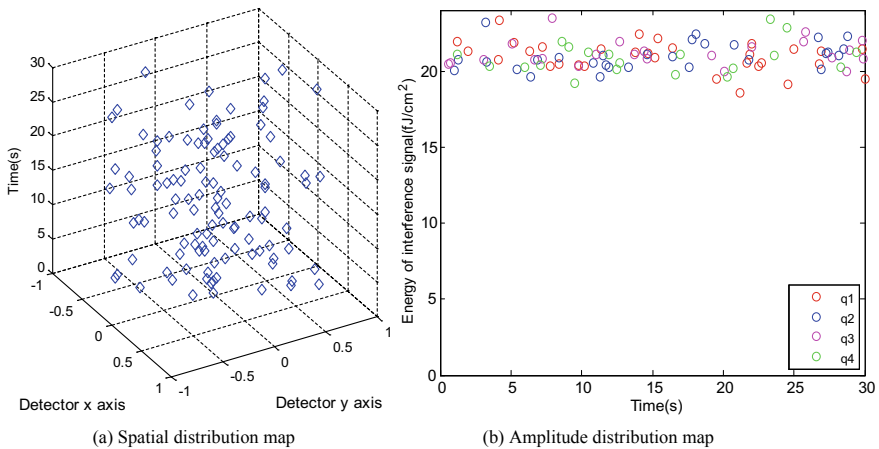 30
25
20
15
10
5
0
Time(s)
-1
-0.5
0
0.5
1
Detector x axis
-1
-0.5
0
0.5
1
Detector y axis
(a) Spatial distribution map
20
15
10
5
0
Energy of interference signal(fJ/cm²)
0
5
10
15
20
25
30
Time(s)
q1
q2
q3
q4
(b) Amplitude distribution map